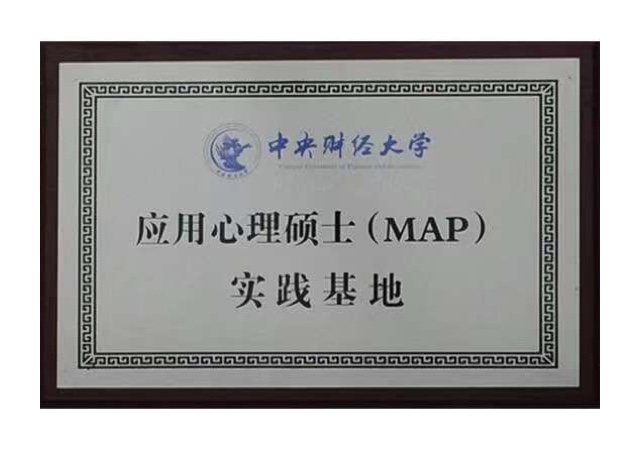 中央财经大学
Central University of Finance and Economics
应用心理硕士(MAP)
实践基地